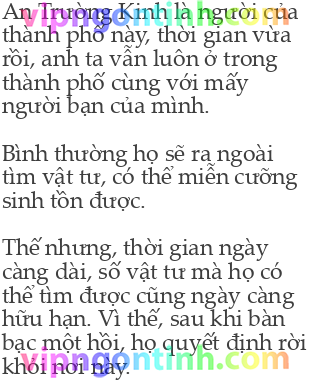 An Trường Kinh là người của
vipngontinh.com
thành phố này, thời gian vừa
rồi, anh ta vẫn luôn ở trong
thành phố cùng với mấy
người bạn của mình.
Bình thường họ sẽ ra ngoài
tìm vật tư, có thể miễn cưỡng
sinh tồn được.
Thế nhưng, thời gian ngày
càng dài, số vật tư mà họ có
thể tìm được cũng ngày càng
hữu hạn. Vì thế, sau khi bàn
bạc một hồi, họ quyết định rời
khỏi nơi này.
vipngontinh.com